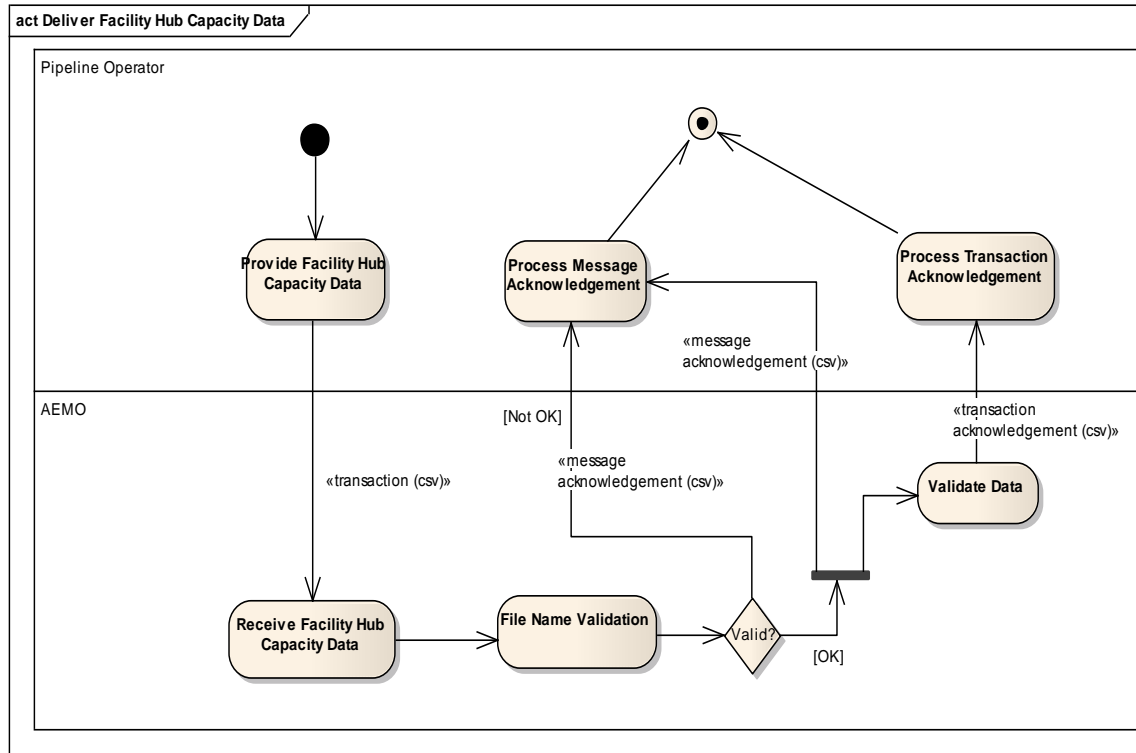 act Deliver Facility Hub Capacity Data
Pipeline Operator
Provide Facility Hub
Capacity Data
Process Message
Acknowledgement
Process Transaction
Acknowledgement
«message
acknowledgement (csv)»
AEMO
[Not OK]
«transaction
acknowledgement (csv)»
«message
acknowledgement (csv)»
«transaction (csv)»
Validate Data
Receive Facility Hub
Capacity Data
File Name Validation
Valid?
[OK]